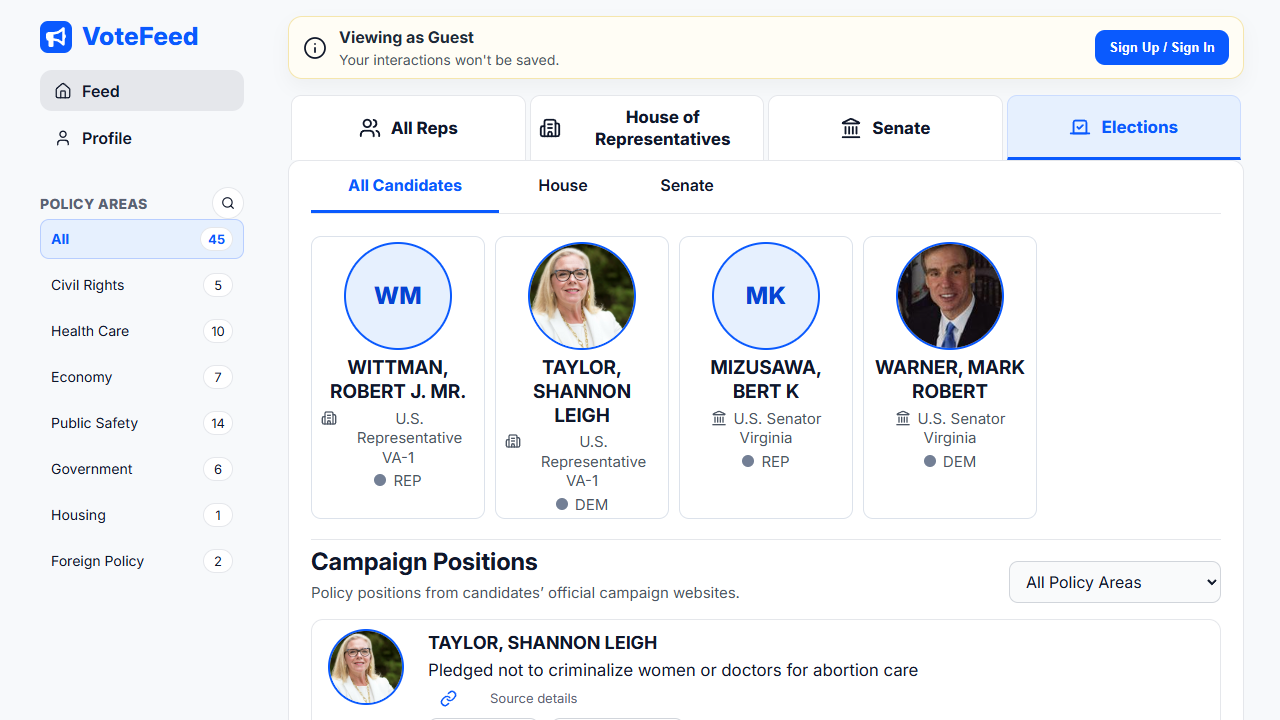 VoteFeed
Feed
Profile
POLICY AREAS
All 45
Civil Rights 5
Health Care 10
Economy 7
Public Safety 14
Government 6
Housing 1
Foreign Policy 2
Viewing as Guest
Your interactions won't be saved.
Sign Up / Sign In
All Reps
House of
Representatives
Senate
Elections
All Candidates
House
Senate
WM
WITTMAN,
ROBERT J. MR.
U.S.
Representative
VA-1
REP
TAYLOR,
SHANNON
LEIGH
U.S.
Representative
VA-1
DEM
MK
MIZUSAWA,
BERT K
U.S. Senator
Virginia
REP
WARNER, MARK
ROBERT
U.S. Senator
Virginia
DEM
Campaign Positions
Policy positions from candidates’ official campaign websites.
All Policy Areas
TAYLOR, SHANNON LEIGH
Pledged not to criminalize women or doctors for abortion care
Source details